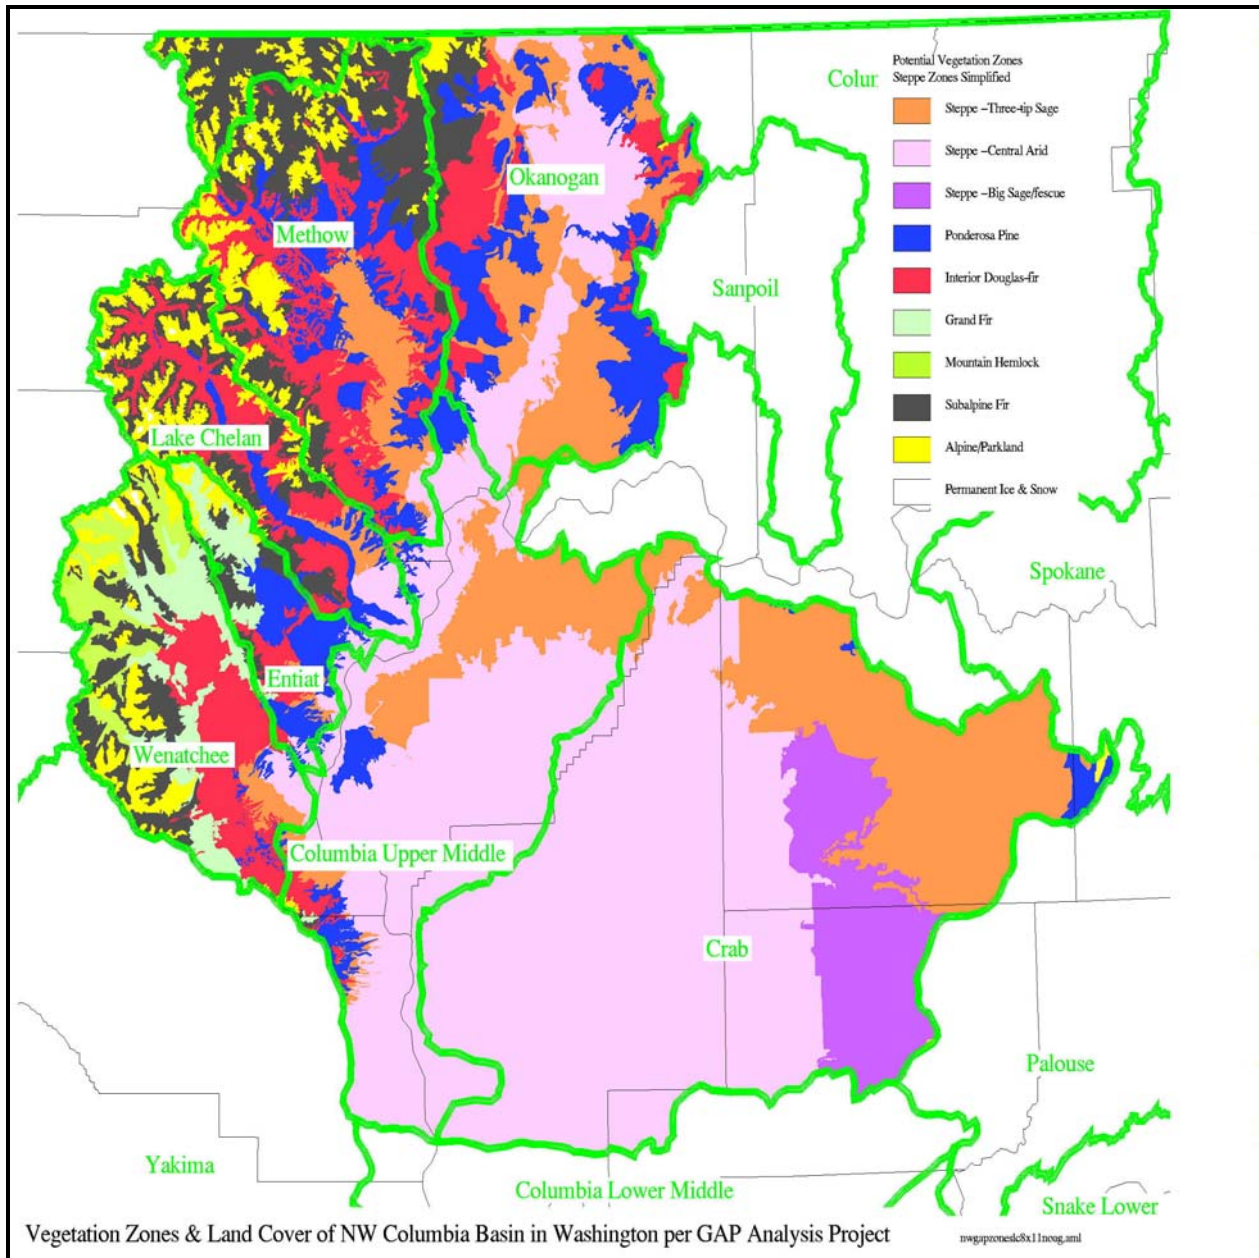 Potential Vegetation Zones
Steppe Zones Simplified
Steppe –Three-tip Sage
Steppe –Central Arid
Steppe –Big Sage/fescue
Ponderosa Pine
Interior Douglas-fir
Grand Fir
Mountain Hemlock
Subalpine Fir
Alpine/Parkland
Permanent Ice & Snow
Okanogan
Methow
Sanpoil
Lake Chelan
Spokane
Entiat
Wenatchee
Columbia Upper Middle
Crab
Palouse
Yakima
Columbia Lower Middle
Snake Lower
Vegetation Zones & Land Cover of NW Columbia Basin in Washington per GAP Analysis Project